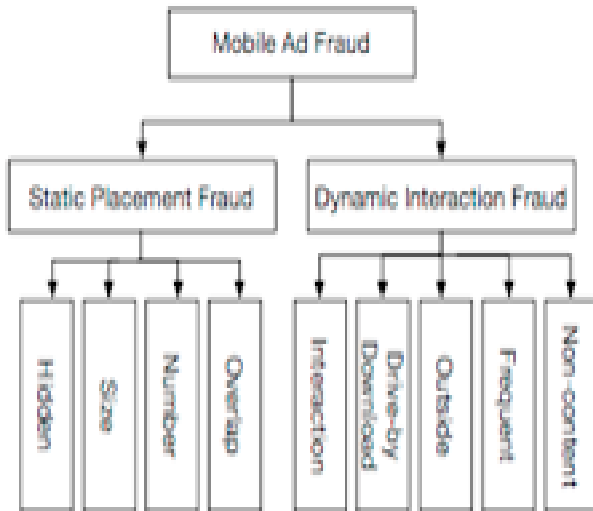 Mobile Ad Fraud
Static Placement Fraud
Dynamic Interaction Fraud
Hidden
Size
Number
Overlap
Interaction
Drive-by
Download
Outside
Frequent
Non-content